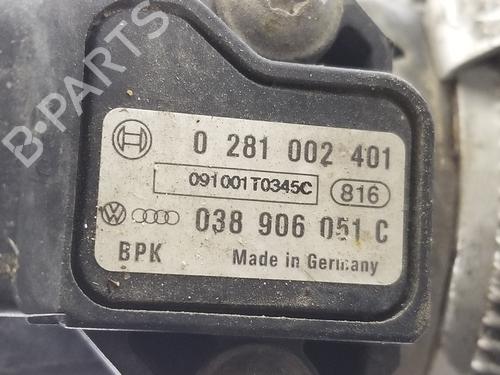 B-PARTS
0 281 002 401
091001T0345C 816
038 906 051 C
BPK Made in Germany